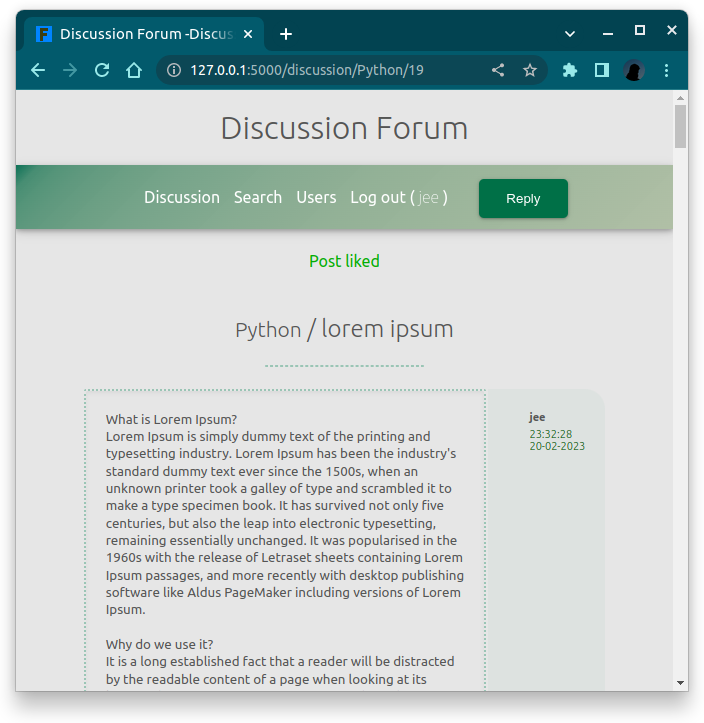 F Discussion Forum -Discus
127.0.0.1:5000/discussion/Python/19
Discussion Forum
Discussion Search Users Log out ( jee ) Reply
Post liked
Python / lorem ipsum
What is Lorem Ipsum?
Lorem Ipsum is simply dummy text of the printing and
typesetting industry. Lorem Ipsum has been the industry's
standard dummy text ever since the 1500s, when an
unknown printer took a galley of type and scrambled it to
make a type specimen book. It has survived not only five
centuries, but also the leap into electronic typesetting,
remaining essentially unchanged. It was popularised in the
1960s with the release of Letraset sheets containing Lorem
Ipsum passages, and more recently with desktop publishing
software like Aldus PageMaker including versions of Lorem
Ipsum.
Why do we use it?
It is a long established fact that a reader will be distracted
by the readable content of a page when looking at its
jee
23:32:28
20-02-2023